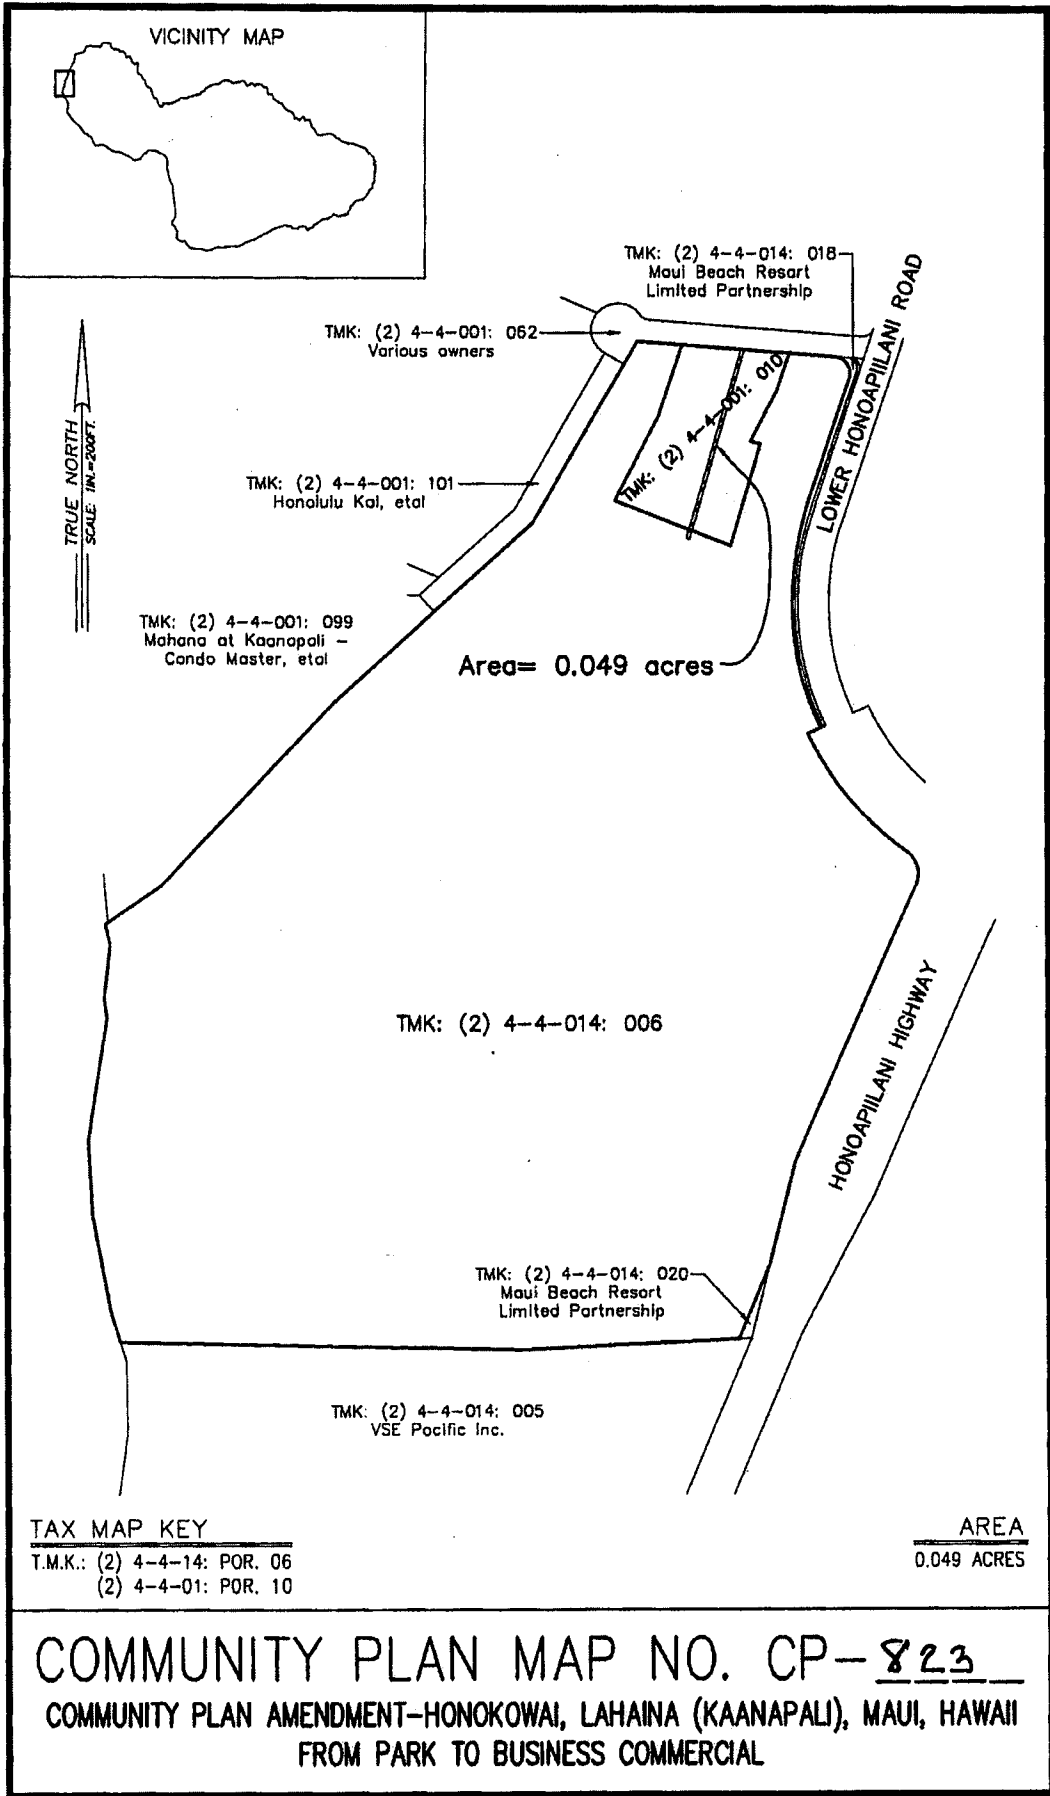 VICINITY MAP
TMK: (2) 4-4-014: 018
Maui Beach Resort
Limited Partnership
LOWER HONOAPIILANI ROAD
TMK: (2) 4-4-001: 062
Various owners
TMK: (2) 4-4-001: 010
TRUE NORTH
SCALE: 1IN.=200FT.
TMK: (2) 4-4-001: 101
Honolulu Kai, etal
TMK: (2) 4-4-001: 099
Mahana at Kaanapali -
Condo Master, etal
Area= 0.049 acres
TMK: (2) 4-4-014: 006
HONOAPIILANI HIGHWAY
TMK: (2) 4-4-014: 020
Maui Beach Resort
Limited Partnership
TMK: (2) 4-4-014: 005
VSE Pacific Inc.
TAX MAP KEY
T.M.K.: (2) 4-4-14: POR. 06
(2) 4-4-01: POR. 10
AREA
0.049 ACRES
COMMUNITY PLAN MAP NO. CP-823
COMMUNITY PLAN AMENDMENT-HONOKOWAI, LAHAINA (KAANAPALI), MAUI, HAWAII
FROM PARK TO BUSINESS COMMERCIAL